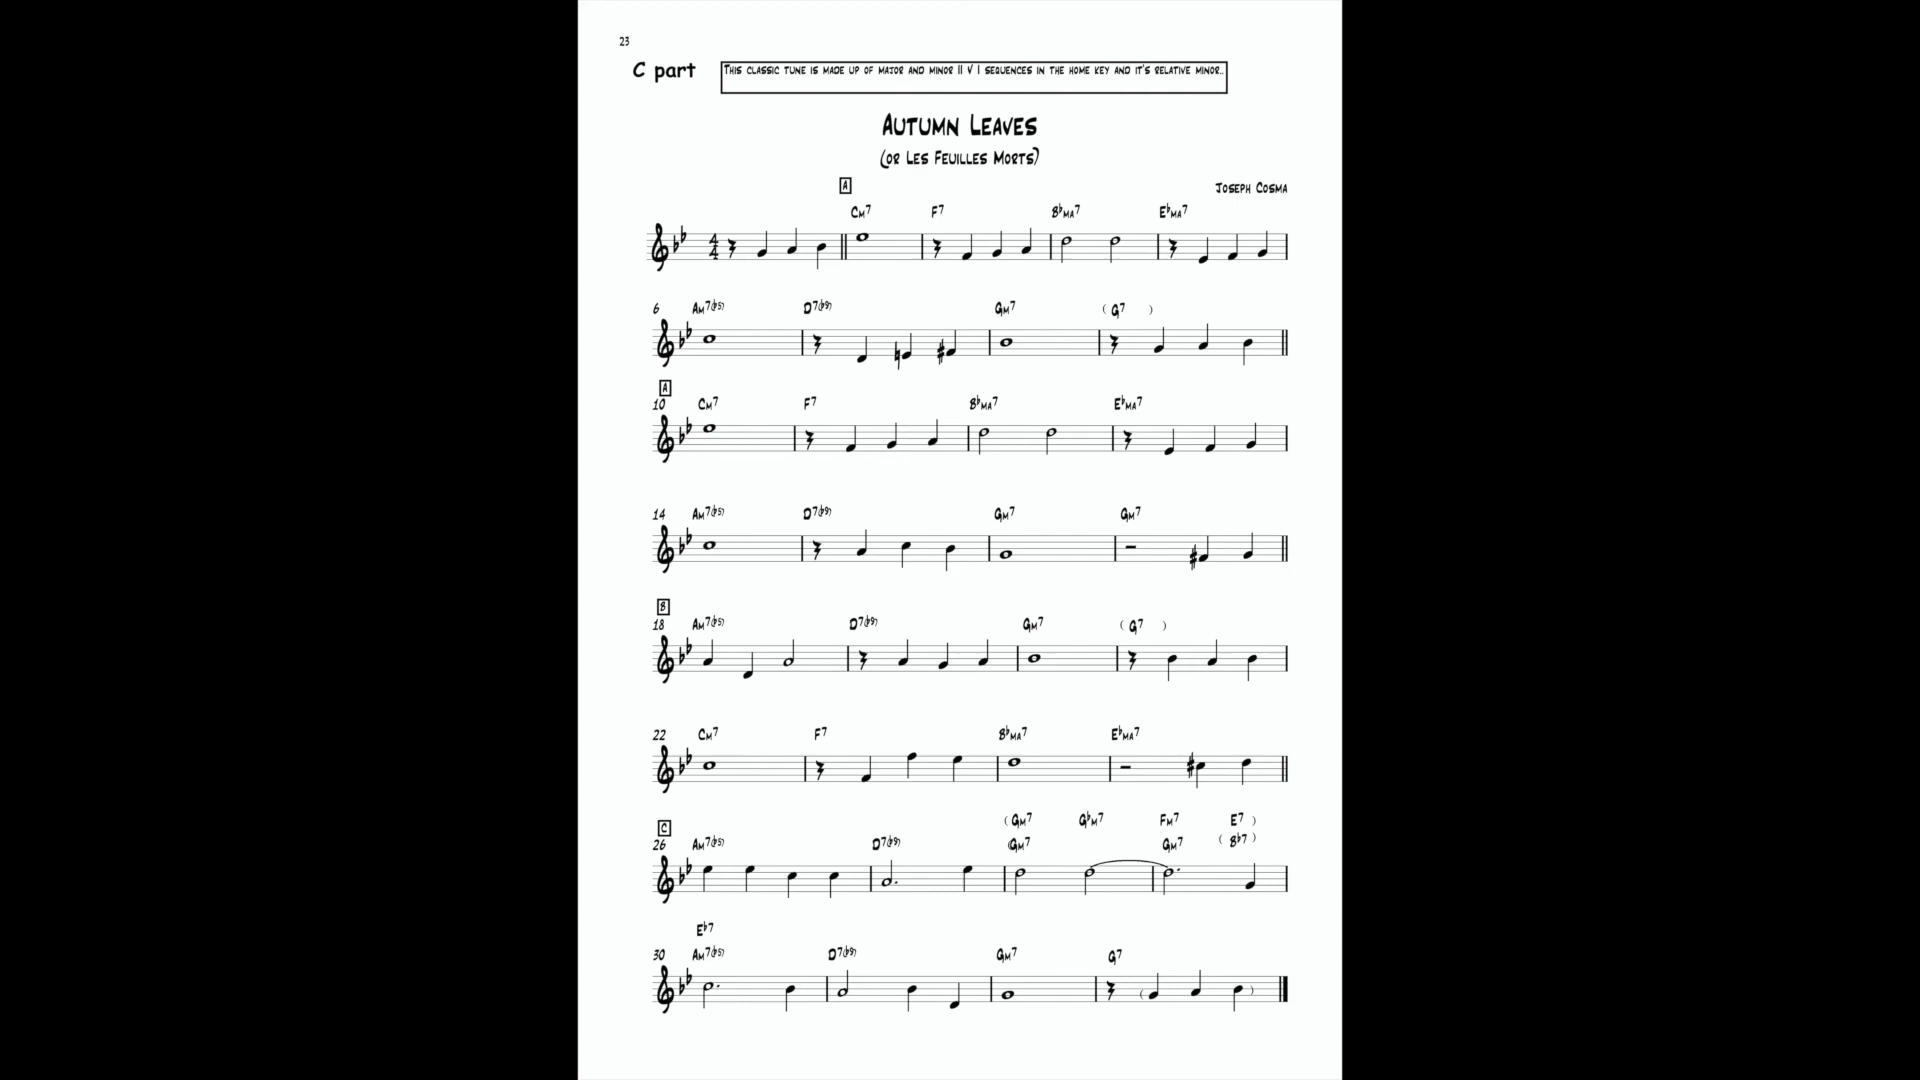 23
C part
This classic tune is made up of major and minor II V I sequences in the home key and it's relative minor..
Autumn Leaves
(or Les Feuilles Morts)
A
Joseph Cosma
Cm7 F7 B♭ma7 E♭ma7
4
4
6 Am7(♭5) D7(♭9) Gm7 ( G7 )
A
10 Cm7 F7 B♭ma7 E♭ma7
14 Am7(♭5) D7(♭9) Gm7 Gm7
B
18 Am7(♭5) D7(♭9) Gm7 ( G7 )
22 Cm7 F7 B♭ma7 E♭ma7
C
( Gm7 G♭m7 Fm7 E7 )
26 Am7(♭5) D7(♭9) (Gm7 Gm7 ( B♭7 )
E♭7
30 Am7(♭5) D7(♭9) Gm7 G7
( )